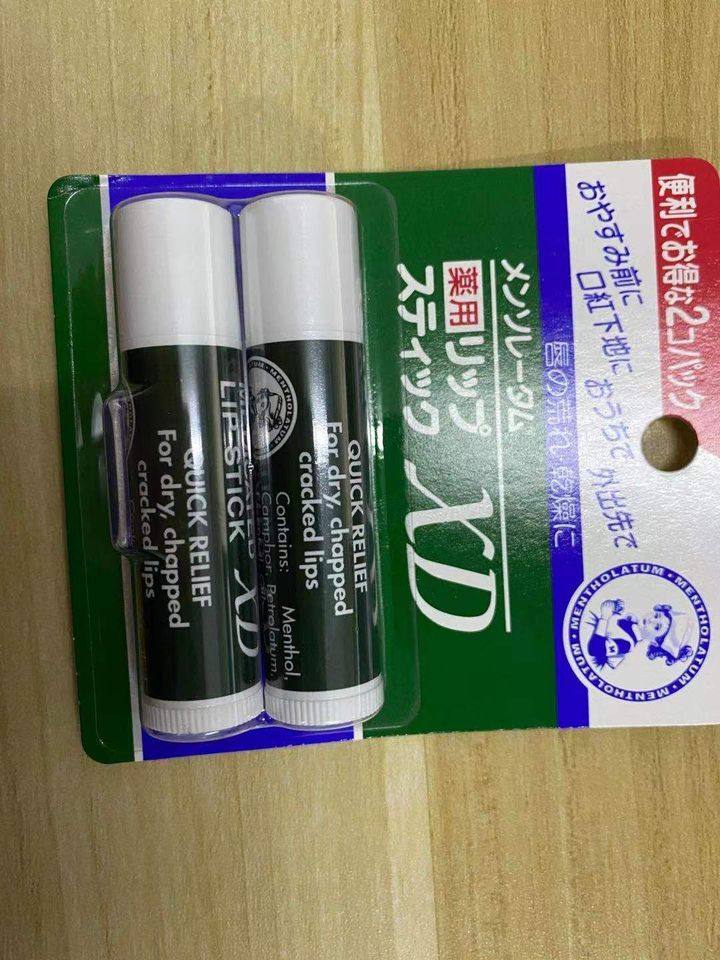 便利でお得な2コパック
おやすみ前に おうちで 外出先で
口紅下地に
唇の荒れ・乾燥に
メンソレータム
薬用リップ
スティック XD
MENTHOLATUM · MENTHOLATUM · MENTHOLATUM
MENTHOLATUM
QUICK RELIEF
For dry, chapped
cracked lips
Contains: Menthol,
Camphor, Petrolatum,
LIP STICK XD
QUICK RELIEF
For dry, chapped
cracked lips